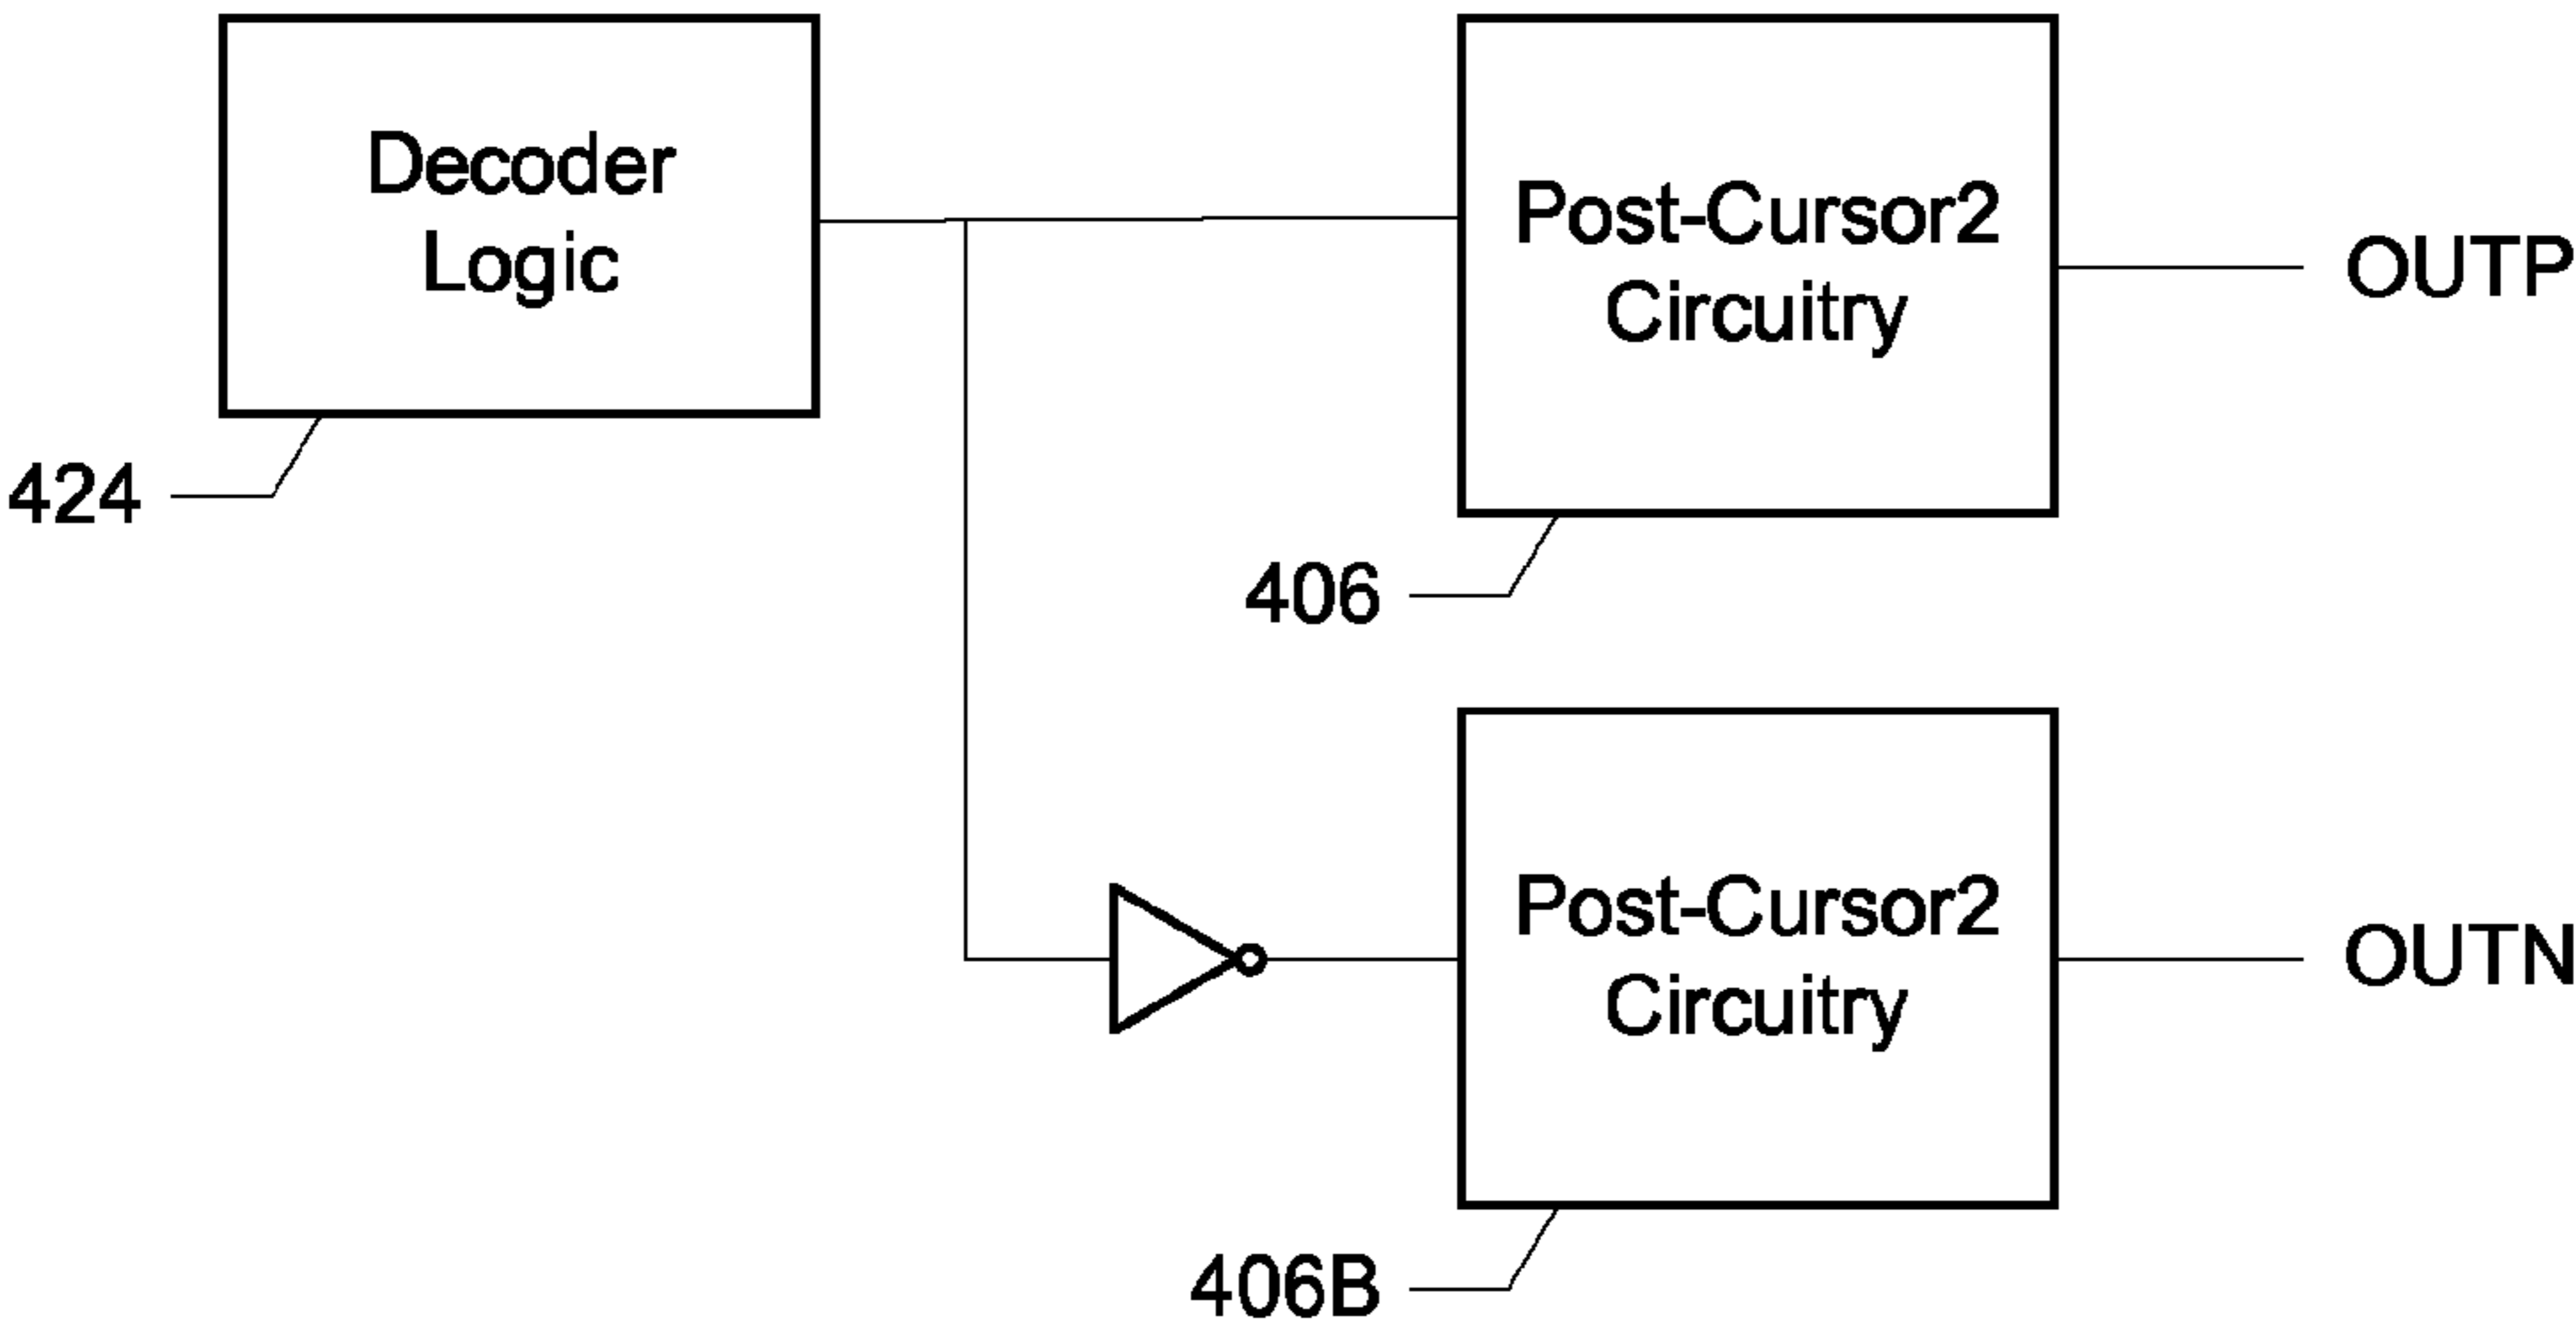 Decoder
Logic
424
Post-Cursor2
Circuitry
OUTP
406
Post-Cursor2
Circuitry
OUTN
406B